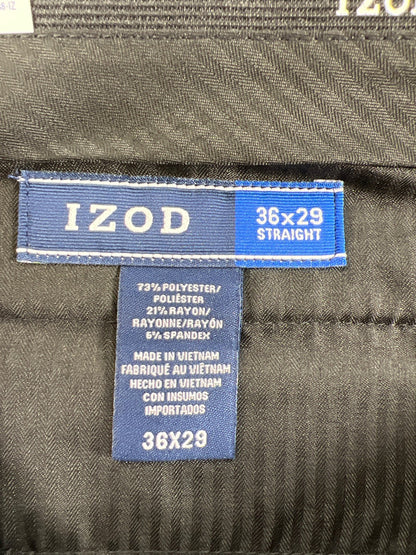 IZOD
36x29
STRAIGHT
73% POLYESTER/
POLIÉSTER
21% RAYON/
RAYONNE/RAYÓN
6% SPANDEX
MADE IN VIETNAM
FABRIQUÉ AU VIÊTNAM
HECHO EN VIETNAM
CON INSUMOS
IMPORTADOS
36X29